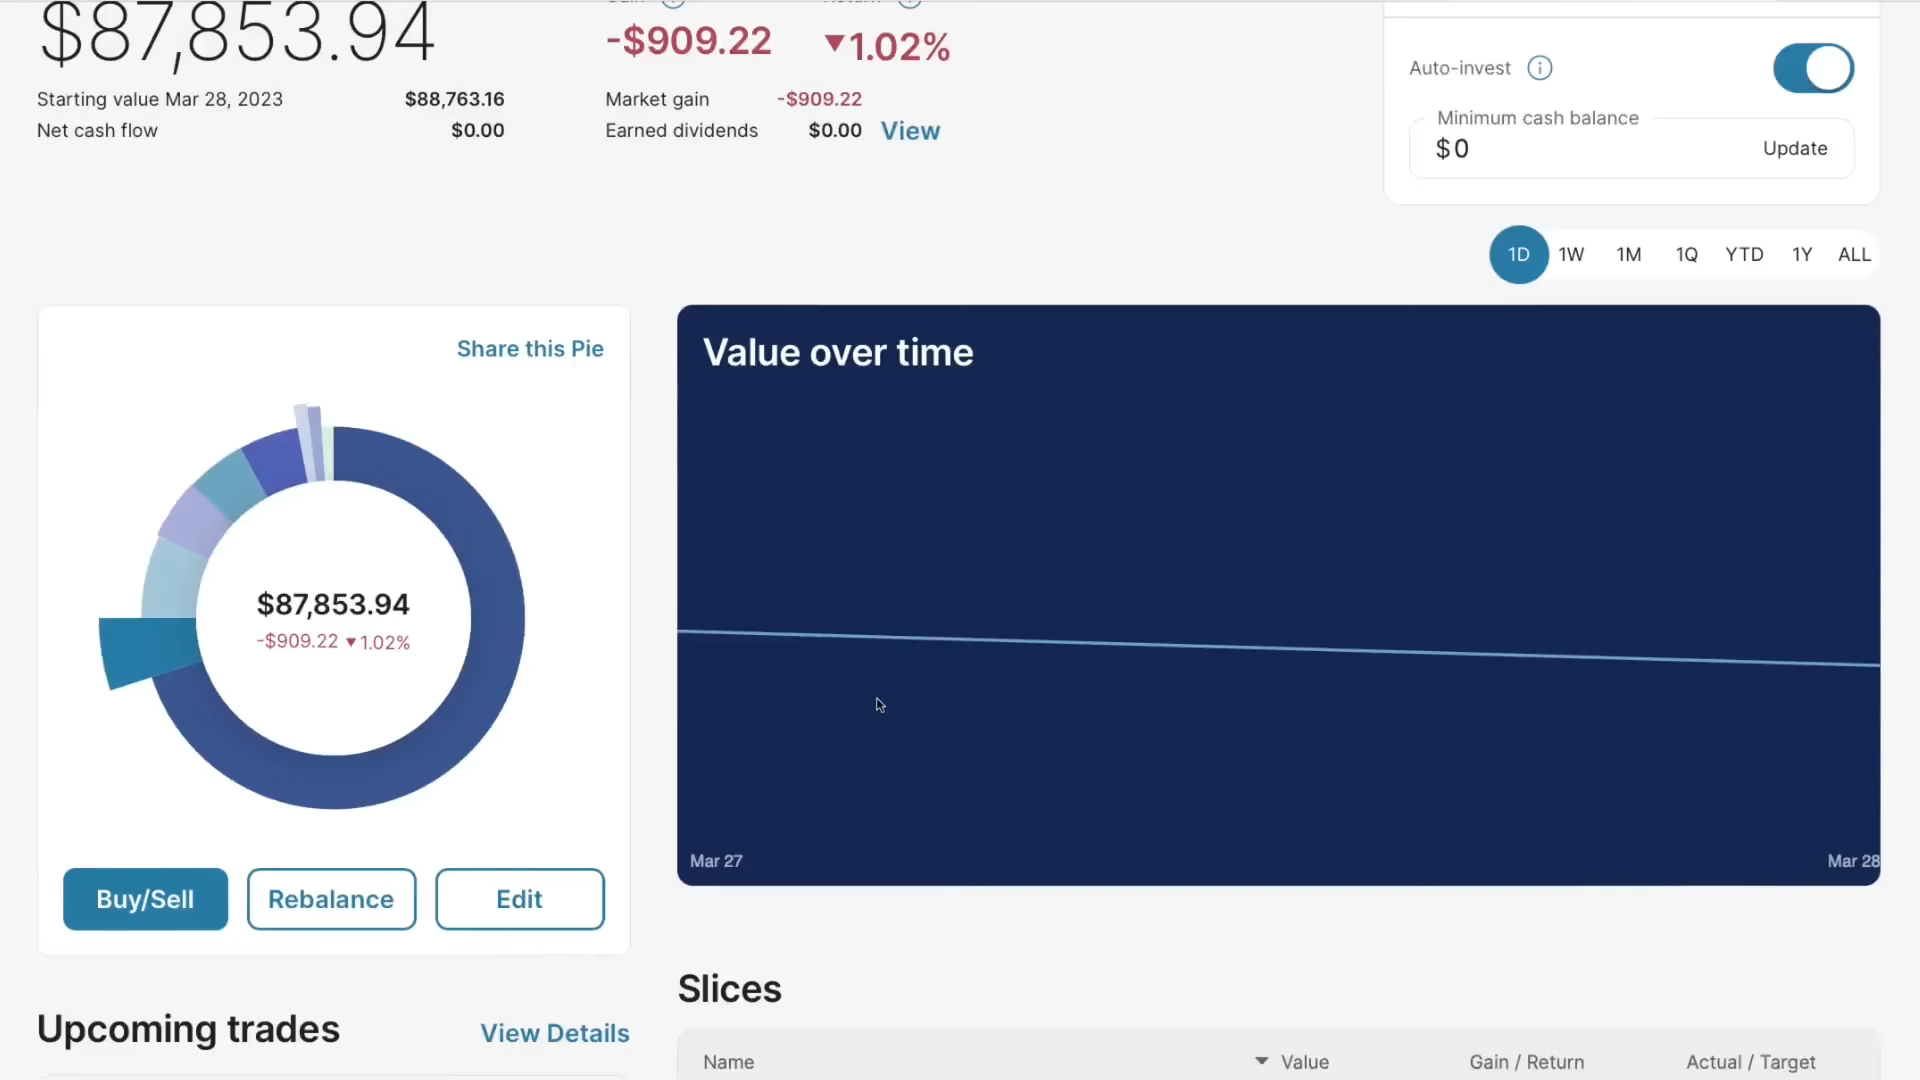 $87,853.94
Starting value Mar 28, 2023 $88,763.16
Net cash flow $0.00
-$909.22 ▼1.02%
Market gain -$909.22
Earned dividends $0.00 View
Auto-invest
Minimum cash balance
$0 Update
1D 1W 1M 1Q YTD 1Y ALL
Share this Pie
$87,853.94
-$909.22 ▼1.02%
Buy/Sell Rebalance Edit
Value over time
Mar 27 Mar 28
Upcoming trades View Details
Slices
Name Value Gain / Return Actual / Target